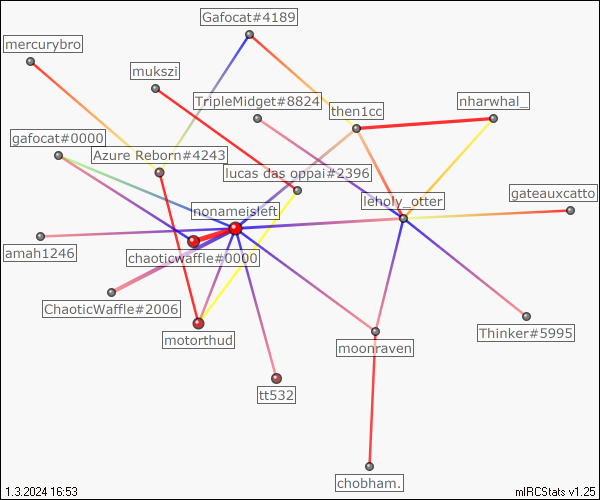 Gafocat#4189
mercurybro
mukszi
TripleMidget#8824
nharwhal_
then1cc
gafocat#0000
Azure Reborn#4243
lucas das oppai#2396
gateauxcatto
leholy_otter
nonameisleft
amah1246
chaoticwaffle#0000
ChaoticWaffle#2006
Thinker#5995
motorthud
moonraven
tt532
chobham.
1.3.2024 16:53
mIRCStats v1.25